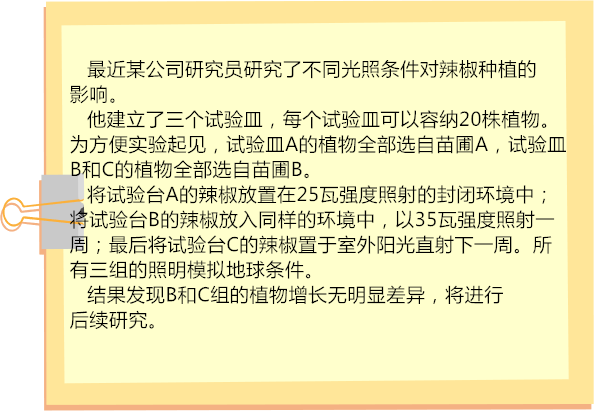 最近某公司研究员研究了不同光照条件对辣椒种植的
影响。
他建立了三个试验皿，每个试验皿可以容纳20株植物。
为方便实验起见，试验皿A的植物全部选自苗圃A，试验皿
B和C的植物全部选自苗圃B。
将试验台A的辣椒放置在25瓦强度照射的封闭环境中；
将试验台B的辣椒放入同样的环境中，以35瓦强度照射一
周；最后将试验台C的辣椒置于室外阳光直射下一周。所
有三组的照明模拟地球条件。
结果发现B和C组的植物增长无明显差异，将进行
后续研究。